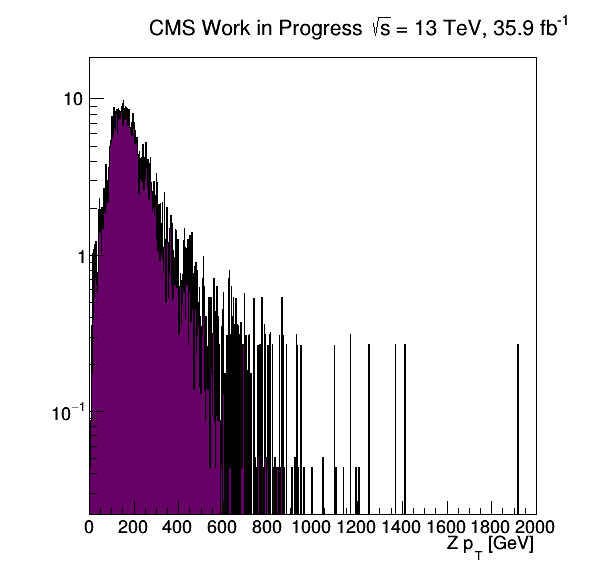 CMS Work in Progress √s = 13 TeV, 35.9 fb⁻¹
10
1
10⁻¹
0 200 400 600 800 1000 1200 1400 1600 1800 2000
Z p_T [GeV]